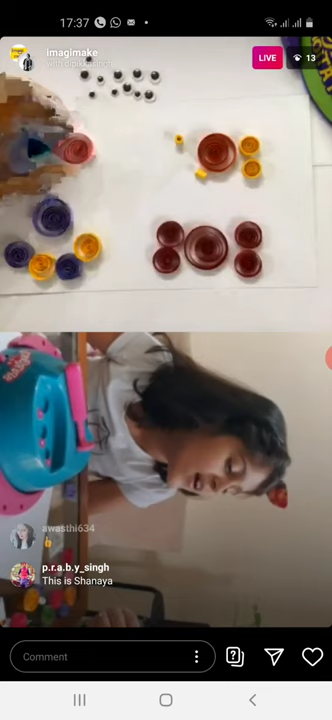 17:37
imagimake
LIVE
13
awasthi634
p.r.a.b.y_singh
This is Shanaya
Comment